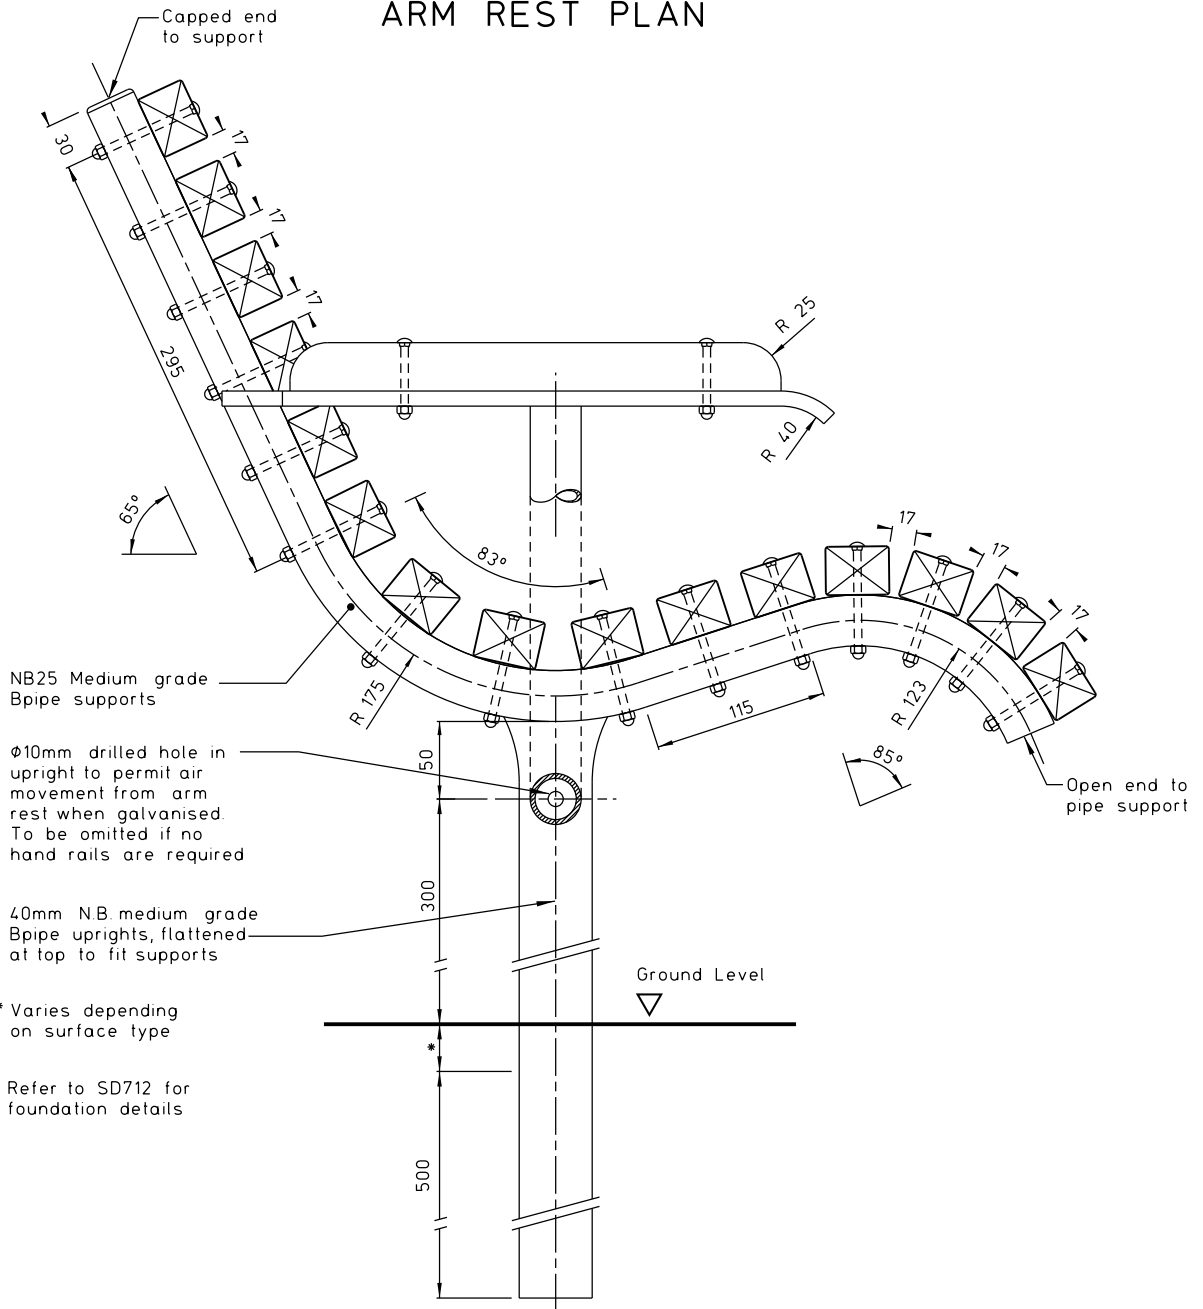 ARM REST PLAN
Capped end
to support
30
17
17
17
295
R 25
R 40
65°
83°
17
17
17
NB25 Medium grade
Bpipe supports
R 175
115
R 123
85°
Open end to
pipe support
Φ10mm drilled hole in
upright to permit air
movement from arm
rest when galvanised.
To be omitted if no
hand rails are required
50
300
40mm N.B. medium grade
Bpipe uprights, flattened
at top to fit supports
Ground Level
* Varies depending
on surface type
*
Refer to SD712 for
foundation details
500